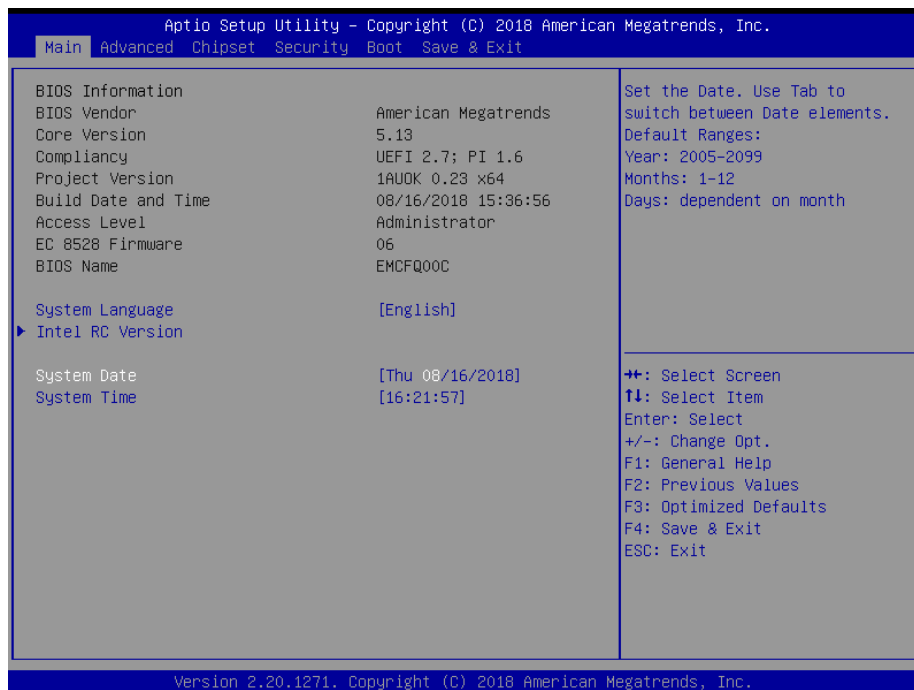 Aptio Setup Utility – Copyright (C) 2018 American Megatrends, Inc.
Main Advanced Chipset Security Boot Save & Exit
BIOS Information
BIOS Vendor American Megatrends
Core Version 5.13
Compliancy UEFI 2.7; PI 1.6
Project Version 1AUOK 0.23 x64
Build Date and Time 08/16/2018 15:36:56
Access Level Administrator
EC 8528 Firmware 06
BIOS Name EMCFQ00C
System Language [English]
Intel RC Version
System Date [Thu 08/16/2018]
System Time [16:21:57]
Set the Date. Use Tab to
switch between Date elements.
Default Ranges:
Year: 2005-2099
Months: 1-12
Days: dependent on month
→←: Select Screen
↑↓: Select Item
Enter: Select
+/-: Change Opt.
F1: General Help
F2: Previous Values
F3: Optimized Defaults
F4: Save & Exit
ESC: Exit
Version 2.20.1271. Copyright (C) 2018 American Megatrends, Inc.